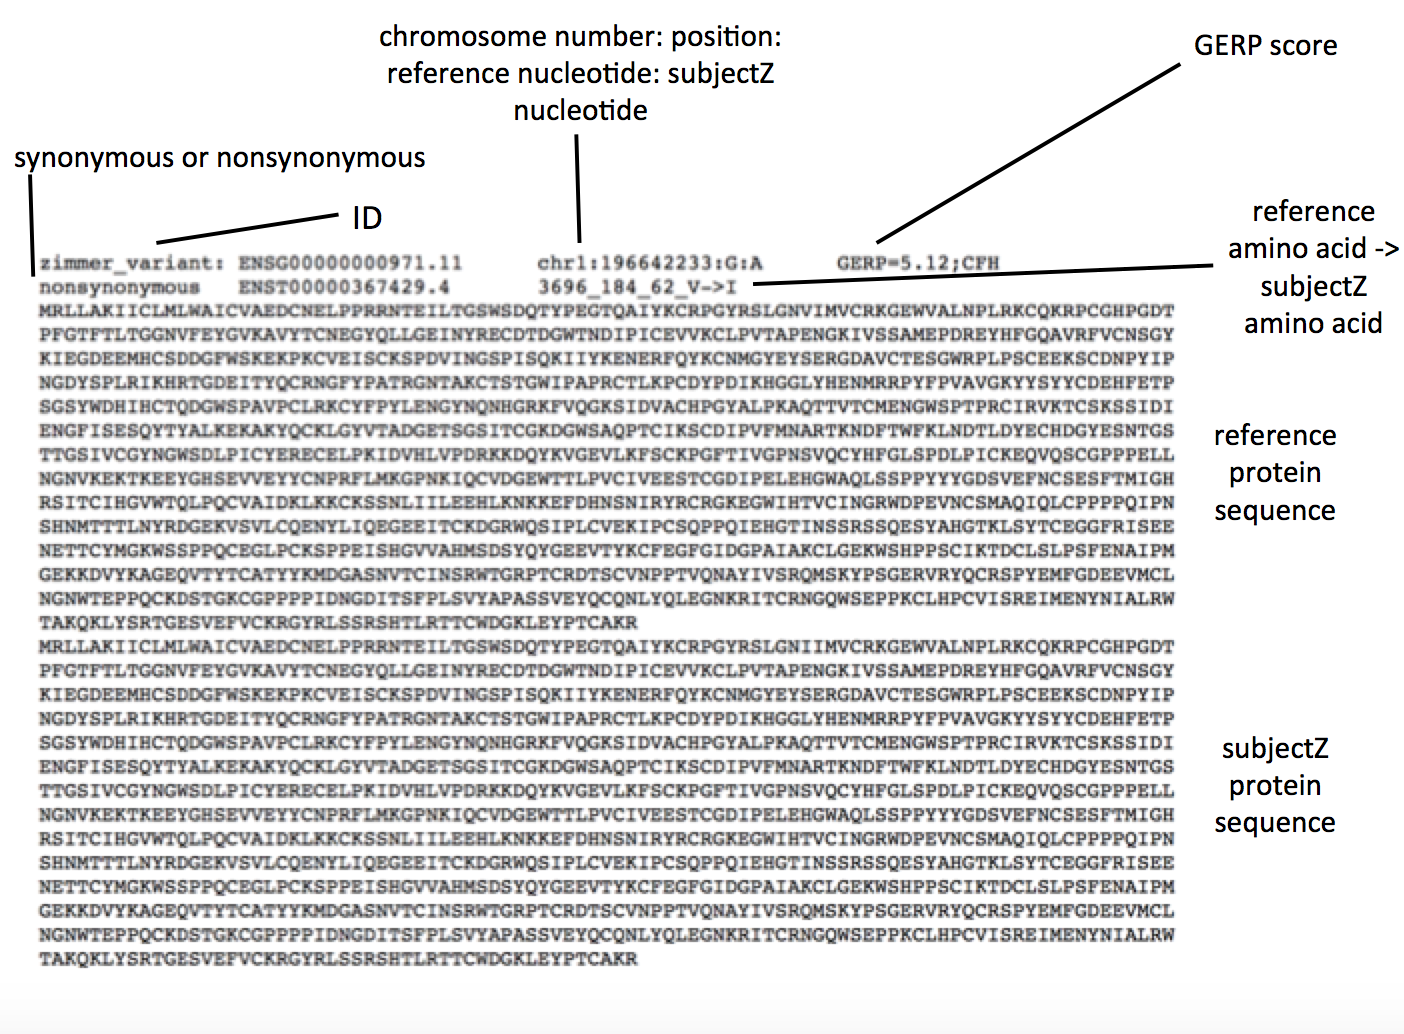 chromosome number: position:
reference nucleotide: subjectZ
nucleotide
GERP score
synonymous or nonsynonymous
ID
reference
amino acid ->
subjectZ
amino acid
zimmer_variant: ENSG00000000971.11 chr1:196642233:G:A GERP=5.12;CFH
nonsynonymous ENST00000367429.4 3696_184_62_V->I
MRLLAKIICLMLWAICVAEDCNELPPRRNTEILTGSWSDQTYPEGTQAIYKCRPGYRSLGNVIMVCRKGEWVALNPLRKCQKRPCGHPGDT
PFGTFTLTGGNVFEYGVKAVYTCNEGYQLLGEINYRECDTDGWTNDIPICEVVKCLPVTAPENGKIVSSAMEPDREYHFGQAVRFVCNSGY
KIEGDEEMHCSDDGFWSKEKPKCVEISCKSPDVINGSPISQKIIYKENERFQYKCNMGYEYSERGDAVCTESGWRPLPSCEEKSCDNPYIP
NGDYSPLRIKHRTGDEITYQCRNGFYPATRGNTAKCTSTGWIPAPRCTLKPCDYPDIKHGGLYHENMRRPYFPVAVGKYYSYYCDEHFETP
SGSYWDHIHCTQDGWSPAVPCLRKCYFPYLENGYNQNHGRKFVQGKSIDVACHPGYALPKAQTTVTCMENGWSPTPRCIRVKTCSKSSIDI
ENGFISESQYTYALKEKAKYQCKLGYVTADGETSGSITCGKDGWSAQPTCIKSCDIPVFMNARTKNDFTWFKLNDTLDYECHDGYESNTGS
TTGSIVCGYNGWSDLPICYERECELPKIDVHLVPDRKKDQYKVGEVLKFSCKPGFTIVGPNSVQCYHFGLSPDLPICKEQVQSCGPPPELL
NGNVKEKTKEEYGHSEVVEYYCNPRFLMKGPNKIQCVDGEWTTLPVCIVEESTCGDIPELEHGWAQLSSPPYYYGDSVEFNCSESFTMIGH
RSITCIHGVWTQLPQCVAIDKLKKCKSSNLIILEEHLKNKKEFDHNSNIRYRCRGKEGWIHTVCINGRWDPEVNCSMAQIQLCPPPPQIPN
SHNMTTTLNYRDGEKVSVLCQENYLIQEGEEITCKDGRWQSIPLCVEKIPCSQPPQIEHGTINSSRSSQESYAHGTKLSYTCEGGFRISEE
NETTCYMGKWSSPPQCEGLPCKSPPEISHGVVAHMSDSYQYGEEVTYKCFEGFGIDGPAIAKCLGEKWSHPPSCIKTDCLSLPSFENAIPM
GEKKDVYKAGEQVTYTCATYYKMDGASNVTCINSRWTGRPTCRDTSCVNPPTVQNAYIVSRQMSKYPSGERVRYQCRSPYEMFGDEEVMCL
NGNWTEPPQCKDSTGKCGPPPPIDNGDITSFPLSVYAPASSVEYQCQNLYQLEGNKRITCRNGQWSEPPKCLHPCVISREIMENYNIALRW
TAKQKLYSRTGESVEFVCKRGYRLSSRSHTLRTTCWDGKLEYPTCAKR
reference
protein
sequence
MRLLAKIICLMLWAICVAEDCNELPPRRNTEILTGSWSDQTYPEGTQAIYKCRPGYRSLGNIIMVCRKGEWVALNPLRKCQKRPCGHPGDT
PFGTFTLTGGNVFEYGVKAVYTCNEGYQLLGEINYRECDTDGWTNDIPICEVVKCLPVTAPENGKIVSSAMEPDREYHFGQAVRFVCNSGY
KIEGDEEMHCSDDGFWSKEKPKCVEISCKSPDVINGSPISQKIIYKENERFQYKCNMGYEYSERGDAVCTESGWRPLPSCEEKSCDNPYIP
NGDYSPLRIKHRTGDEITYQCRNGFYPATRGNTAKCTSTGWIPAPRCTLKPCDYPDIKHGGLYHENMRRPYFPVAVGKYYSYYCDEHFETP
SGSYWDHIHCTQDGWSPAVPCLRKCYFPYLENGYNQNHGRKFVQGKSIDVACHPGYALPKAQTTVTCMENGWSPTPRCIRVKTCSKSSIDI
ENGFISESQYTYALKEKAKYQCKLGYVTADGETSGSITCGKDGWSAQPTCIKSCDIPVFMNARTKNDFTWFKLNDTLDYECHDGYESNTGS
TTGSIVCGYNGWSDLPICYERECELPKIDVHLVPDRKKDQYKVGEVLKFSCKPGFTIVGPNSVQCYHFGLSPDLPICKEQVQSCGPPPELL
NGNVKEKTKEEYGHSEVVEYYCNPRFLMKGPNKIQCVDGEWTTLPVCIVEESTCGDIPELEHGWAQLSSPPYYYGDSVEFNCSESFTMIGH
RSITCIHGVWTQLPQCVAIDKLKKCKSSNLIILEEHLKNKKEFDHNSNIRYRCRGKEGWIHTVCINGRWDPEVNCSMAQIQLCPPPPQIPN
SHNMTTTLNYRDGEKVSVLCQENYLIQEGEEITCKDGRWQSIPLCVEKIPCSQPPQIEHGTINSSRSSQESYAHGTKLSYTCEGGFRISEE
NETTCYMGKWSSPPQCEGLPCKSPPEISHGVVAHMSDSYQYGEEVTYKCFEGFGIDGPAIAKCLGEKWSHPPSCIKTDCLSLPSFENAIPM
GEKKDVYKAGEQVTYTCATYYKMDGASNVTCINSRWTGRPTCRDTSCVNPPTVQNAYIVSRQMSKYPSGERVRYQCRSPYEMFGDEEVMCL
NGNWTEPPQCKDSTGKCGPPPPIDNGDITSFPLSVYAPASSVEYQCQNLYQLEGNKRITCRNGQWSEPPKCLHPCVISREIMENYNIALRW
TAKQKLYSRTGESVEFVCKRGYRLSSRSHTLRTTCWDGKLEYPTCAKR
subjectZ
protein
sequence